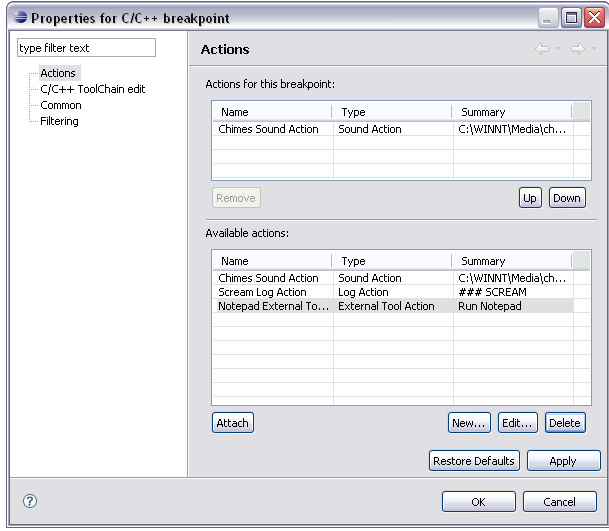 Properties for C/C++ breakpoint
type filter text
Actions
C/C++ ToolChain edit
Common
Filtering
Actions
Actions for this breakpoint:
Name Type Summary
Chimes Sound Action Sound Action C:\WINNT\Media\ch...
Remove Up Down
Available actions:
Name Type Summary
Chimes Sound Action Sound Action C:\WINNT\Media\ch...
Scream Log Action Log Action ### SCREAM
Notepad External To... External Tool Action Run Notepad
Attach New... Edit... Delete
Restore Defaults Apply
? OK Cancel